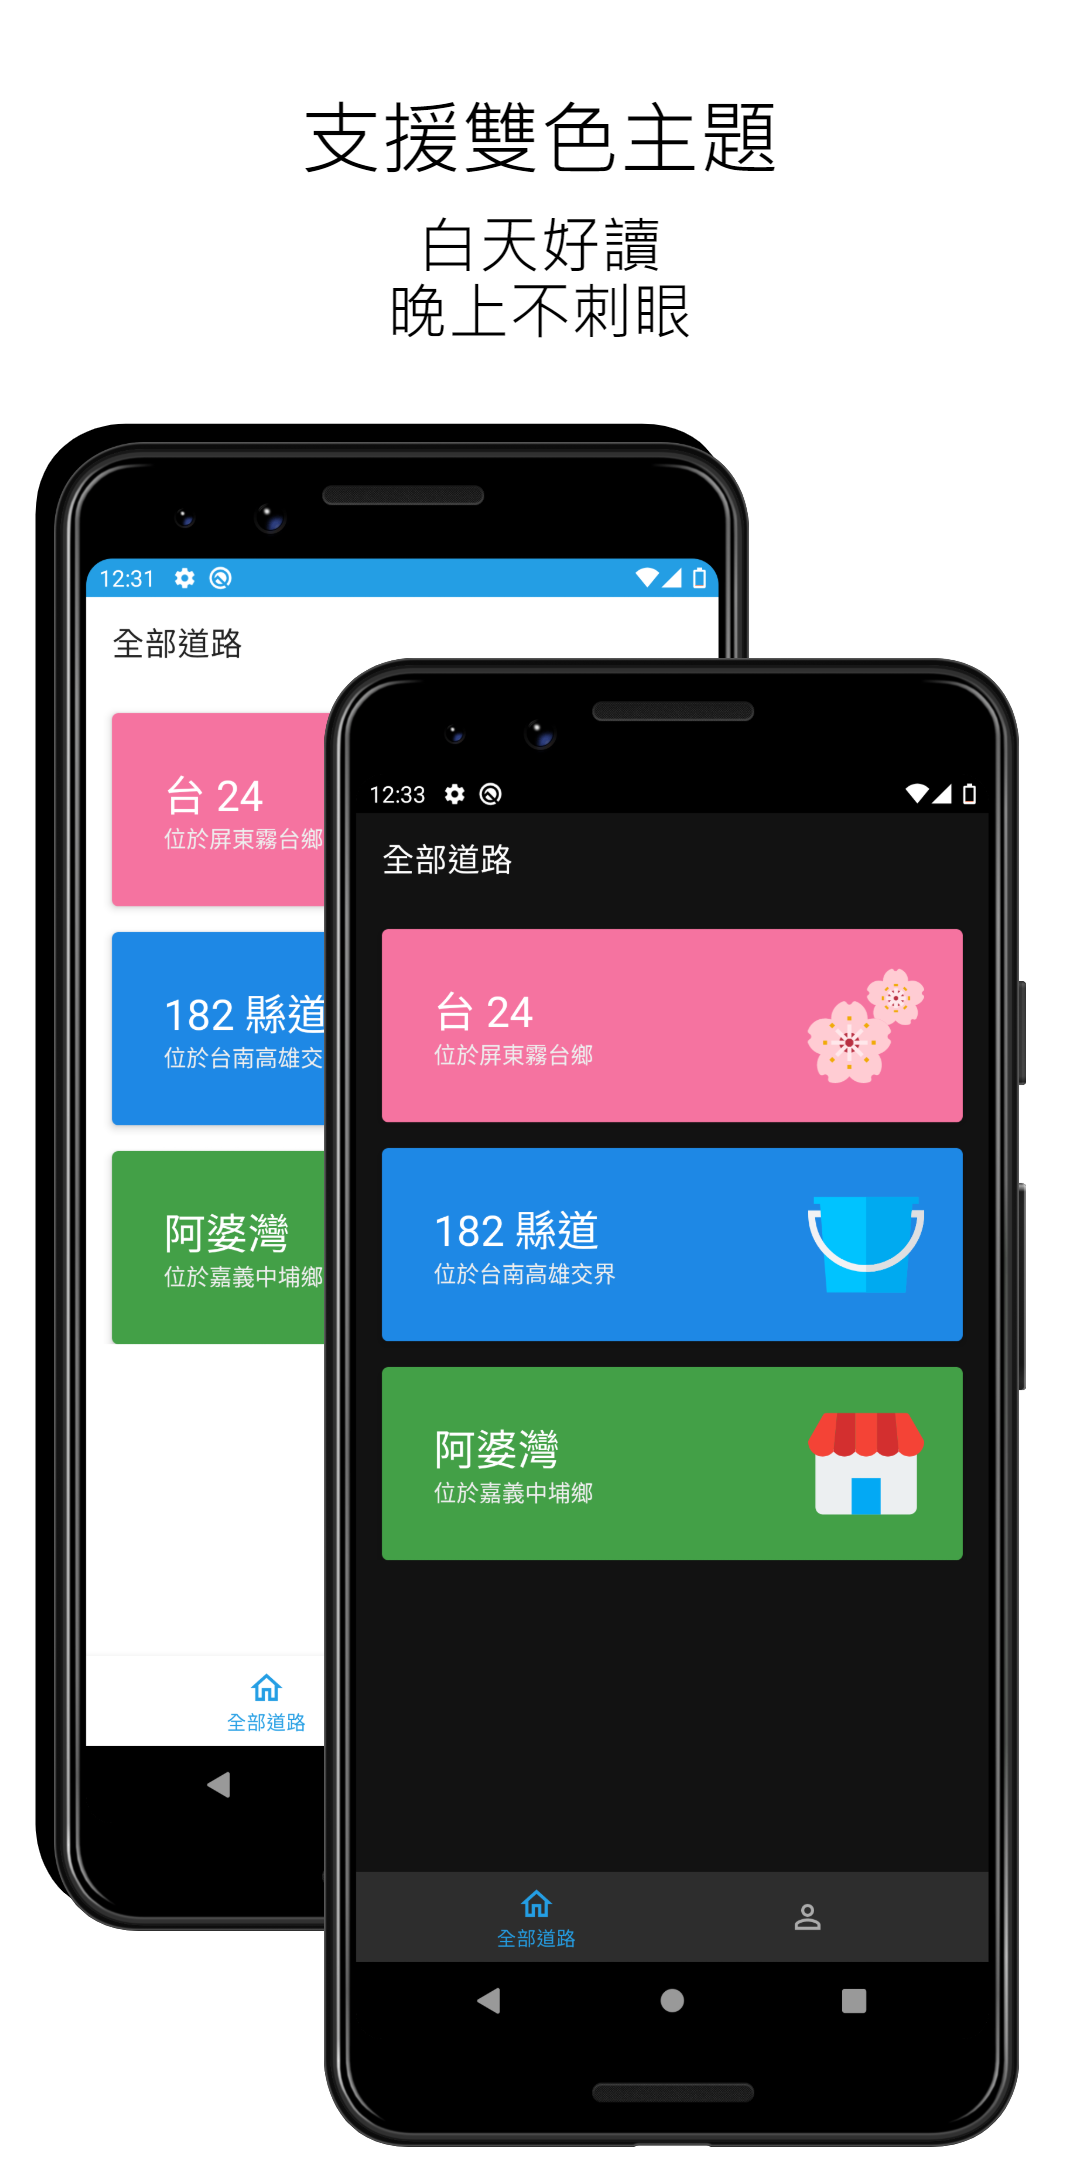 支援雙色主題
白天好讀
晚上不刺眼
12:31
全部道路
台 24
位於屏東霧台鄉
182 縣道
位於台南高雄交
阿婆灣
位於嘉義中埔鄉
全部道路
12:33
全部道路
台 24
位於屏東霧台鄉
182 縣道
位於台南高雄交界
阿婆灣
位於嘉義中埔鄉
全部道路